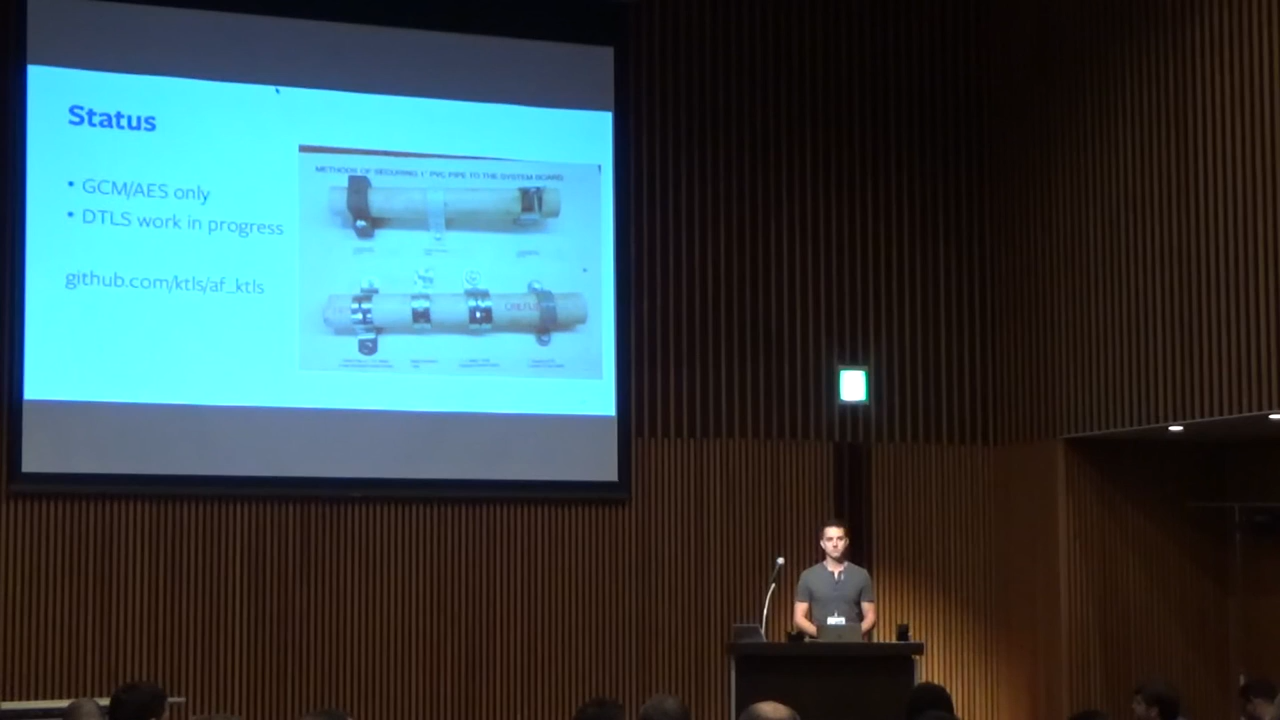 Status
• GCM/AES only
• DTLS work in progress
github.com/ktls/af_ktls
METHODS OF SECURING 1" PVC PIPE TO THE SYSTEM BOARD